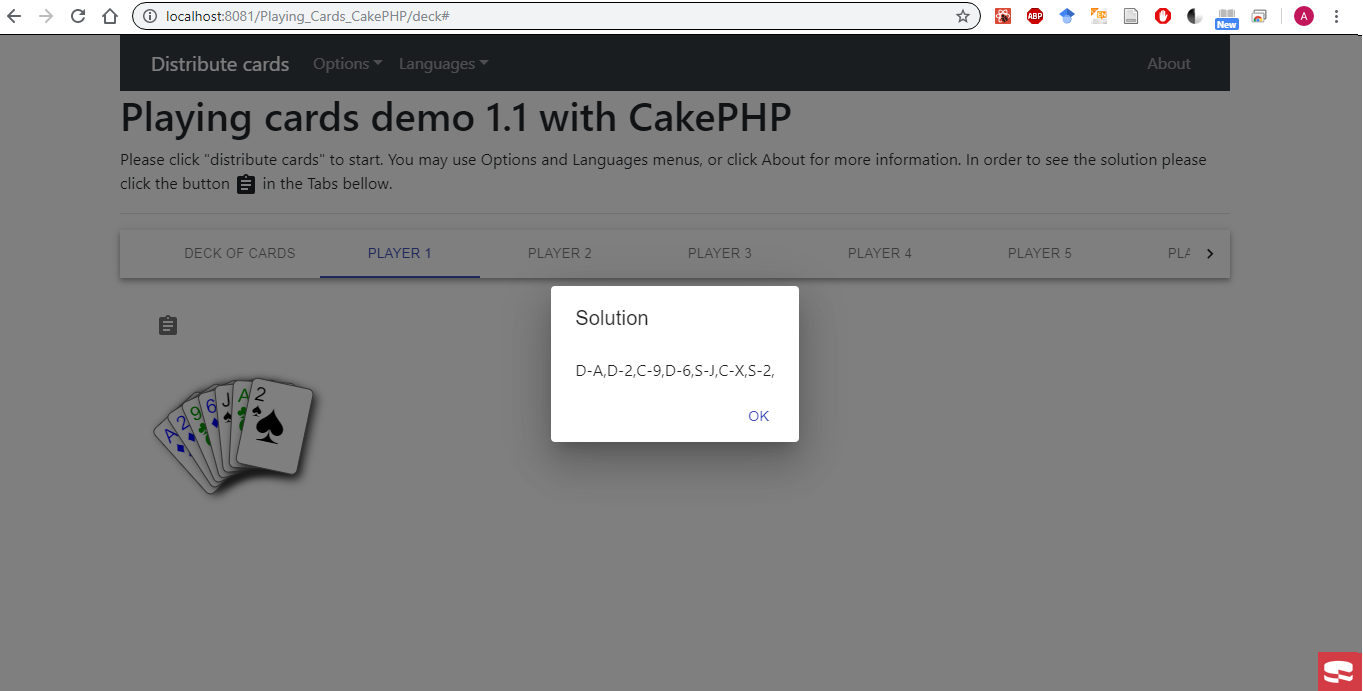 localhost:8081/Playing_Cards_CakePHP/deck#
ABP
EN
New
A
Distribute cards Options Languages About
Playing cards demo 1.1 with CakePHP
Please click "distribute cards" to start. You may use Options and Languages menus, or click About for more information. In order to see the solution please
click the button in the Tabs bellow.
DECK OF CARDS PLAYER 1 PLAYER 2 PLAYER 3 PLAYER 4 PLAYER 5 PLA
Solution
D-A,D-2,C-9,D-6,S-J,C-X,S-2,
OK
A 2 9 6 J A 2